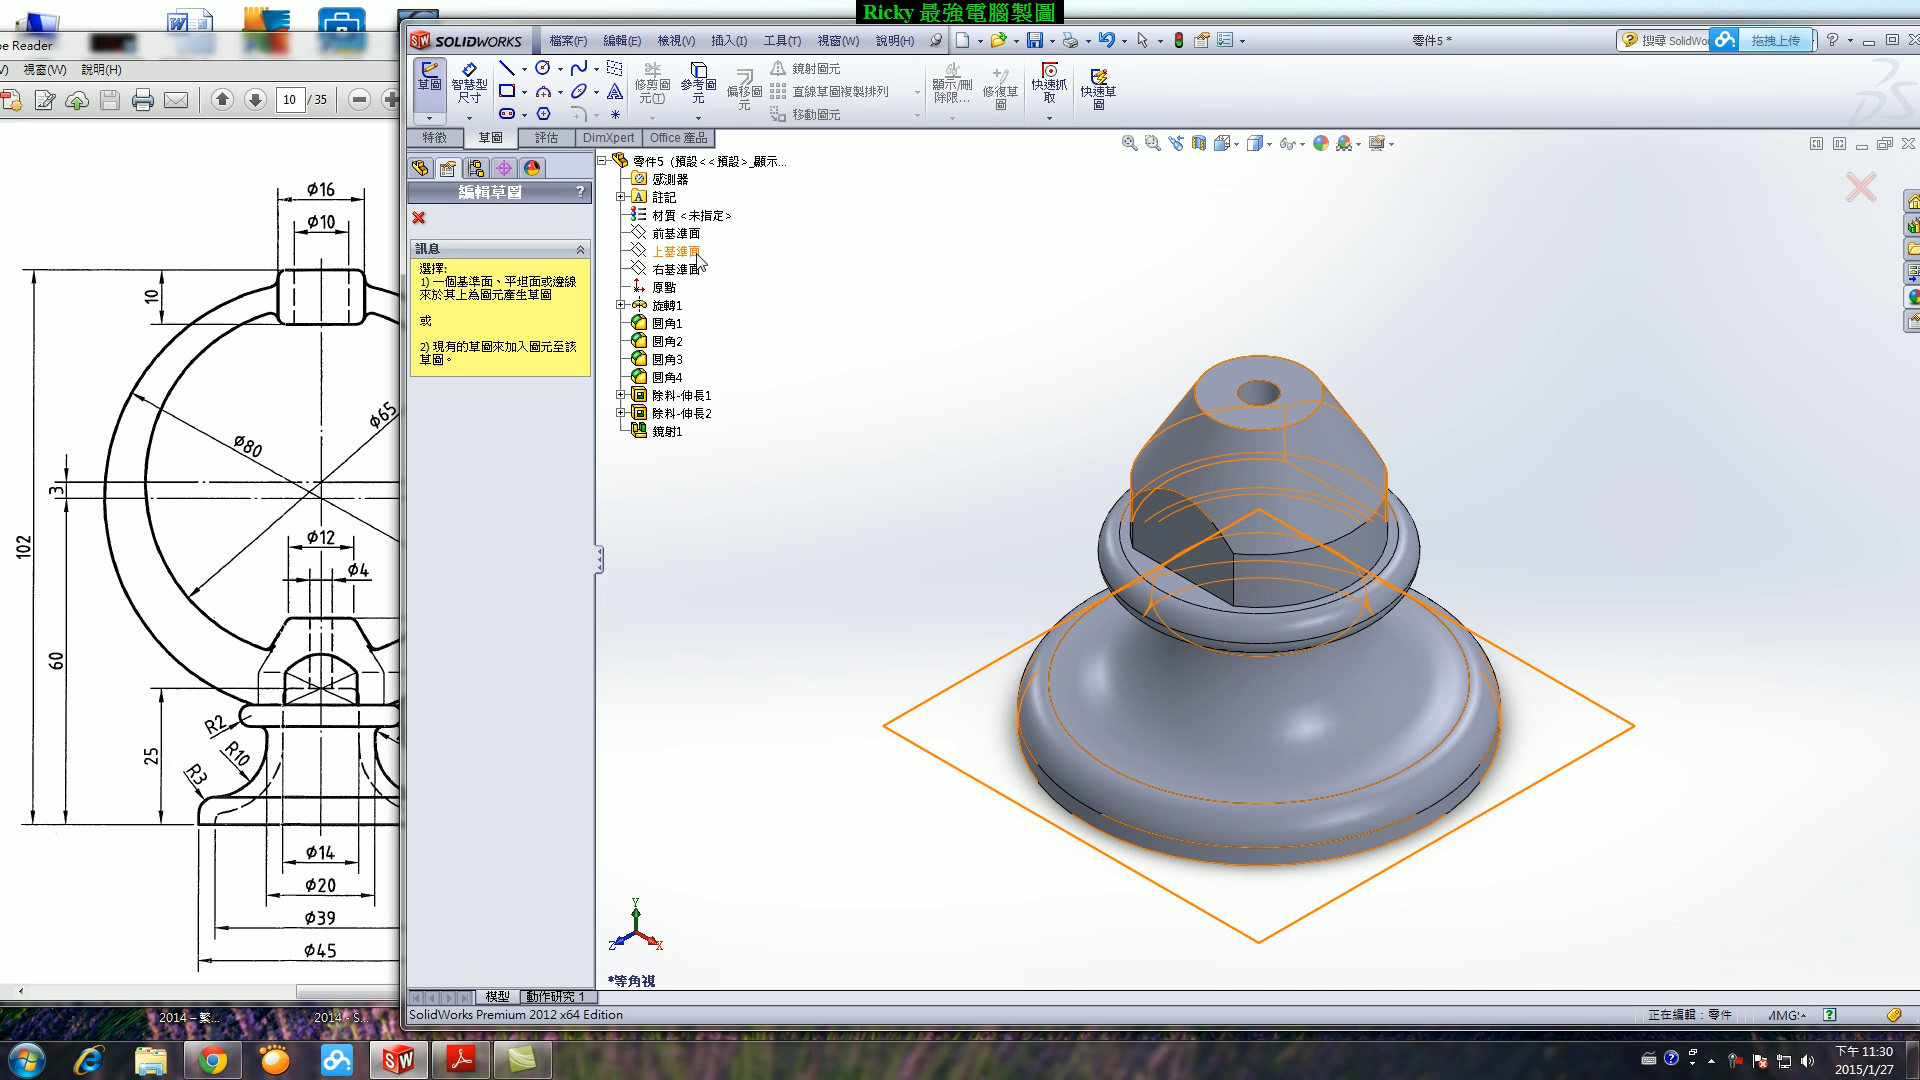 Ricky 最強電腦製圖
be Reader
視窗(W) 說明(H)
10 / 35
SOLIDWORKS
檔案(F) 編輯(E) 檢視(V) 插入(I) 工具(T) 視窗(W) 說明(H)
零件5 *
搜尋 SolidWor
拖拽上传
草圖
智慧型尺寸
修剪圖元(T)
參考圖元
偏移圖元
鏡射圖元
直線草圖複製排列
移動圖元
顯示/刪除限...
修復草圖
快速抓取
快速草圖
特徵 草圖 評估 DimXpert Office 產品
編輯草圖 ?
訊息
選擇:
1) 一個基準面、平坦面或邊線
來於其上為圖元產生草圖
或
2) 現有的草圖來加入圖元至該
草圖。
零件5 (預設<<預設>_顯示...
感測器
註記
材質 <未指定>
前基準面
上基準面
右基準面
原點
旋轉1
圓角1
圓角2
圓角3
圓角4
除料-伸長1
除料-伸長2
鏡射1
ϕ16
ϕ10
10
ϕ65
ϕ80
3
102
ϕ12
ϕ4
60
R2
R10
25
R3
ϕ14
ϕ20
ϕ39
ϕ45
Y
Z
X
*等角視
模型 動作研究 1
SolidWorks Premium 2012 x64 Edition
正在編輯：零件
2014 – 繁...
2014 - S...
下午 11:30
2015/1/27